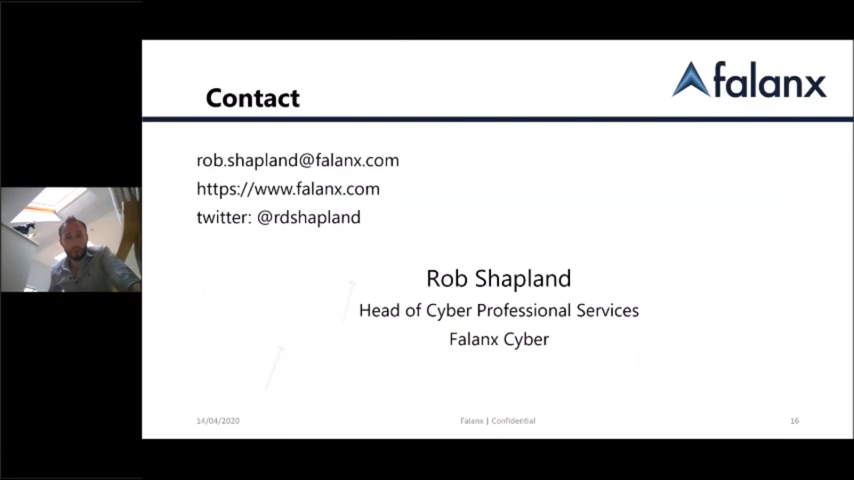 falanx
Contact
rob.shapland@falanx.com
https://www.falanx.com
twitter: @rdshapland
Rob Shapland
Head of Cyber Professional Services
Falanx Cyber
14/04/2020
Falanx | Confidential
16